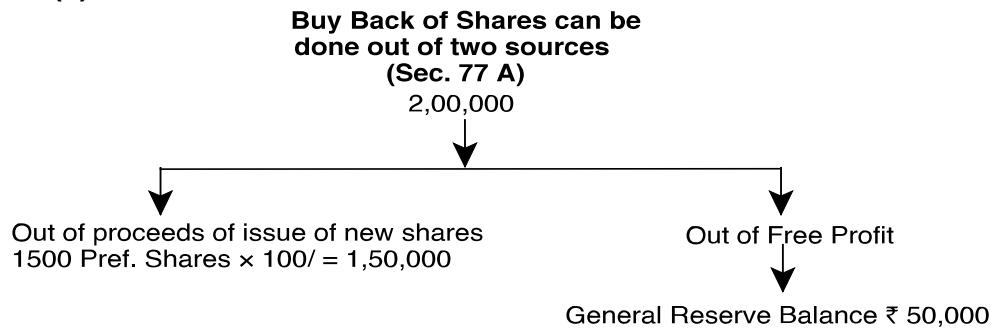 Buy Back of Shares can be
done out of two sources
(Sec. 77 A)
2,00,000
Out of proceeds of issue of new shares
1500 Pref. Shares × 100/ = 1,50,000
Out of Free Profit
General Reserve Balance ₹ 50,000